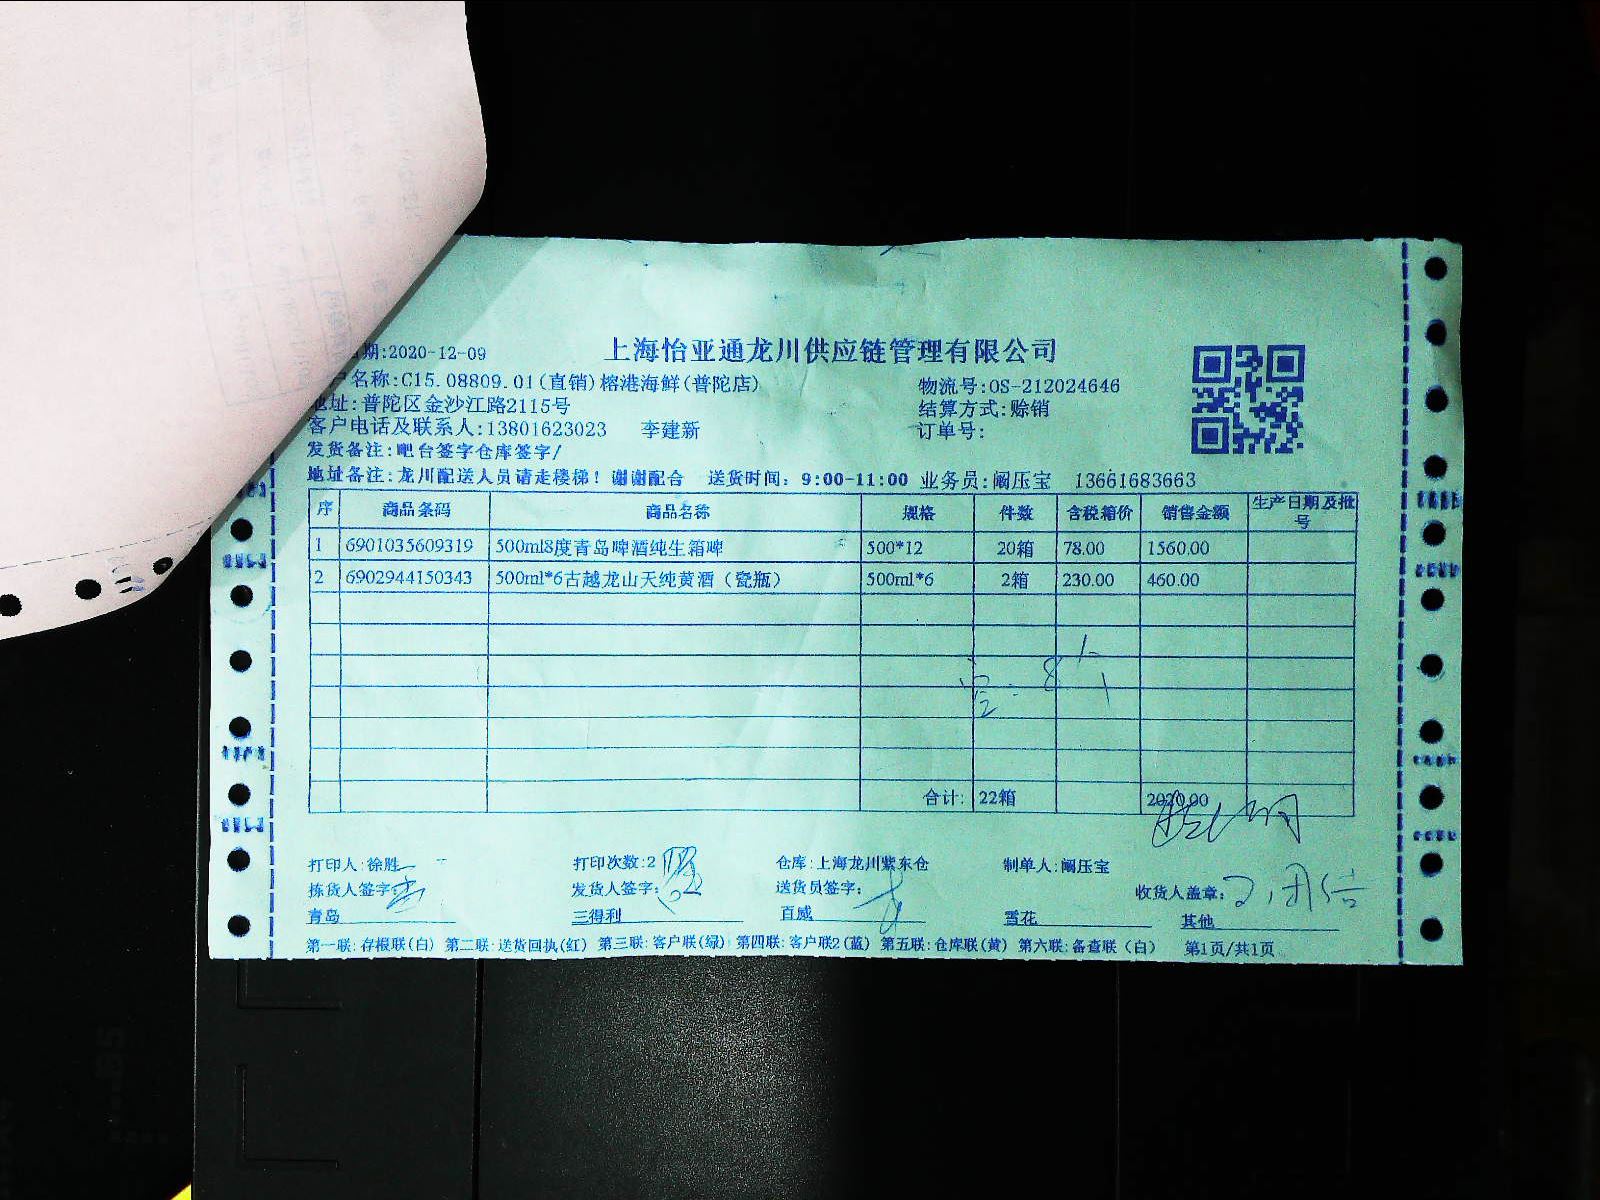 期:2020-12-09 上海怡亚通龙川供应链管理有限公司
名称:C15.08809.01(直销)榕港海鲜(普陀店) 物流号:OS-212024646
地址:普陀区金沙江路2115号 结算方式:赊销
客户电话及联系人:13801623023 李建新 订单号:
发货备注:吧台签字仓库签字/
地址备注:龙川配送人员请走楼梯！谢谢配合 送货时间：9:00-11:00 业务员:阚压宝 13661683663
序 商品条码 商品名称 规格 件数 含税箱价 销售金额 生产日期及批号
1 6901035609319 500ml8度青岛啤酒纯生箱啤 500*12 20箱 78.00 1560.00
2 6902944150343 500ml*6古越龙山天纯黄酒（瓷瓶） 500ml*6 2箱 230.00 460.00
合计: 22箱 2020.00
打印人:徐胜 打印次数:2 仓库:上海龙川紫东仓 制单人:阚压宝
拣货人签字: 发货人签字: 送货员签字: 收货人盖章:
青岛 三得利 百威 雪花 其他
第一联:存根联(白) 第二联:送货回执(红) 第三联:客户联(绿) 第四联:客户联2(蓝) 第五联:仓库联(黄) 第六联:备查联（白） 第1页/共1页